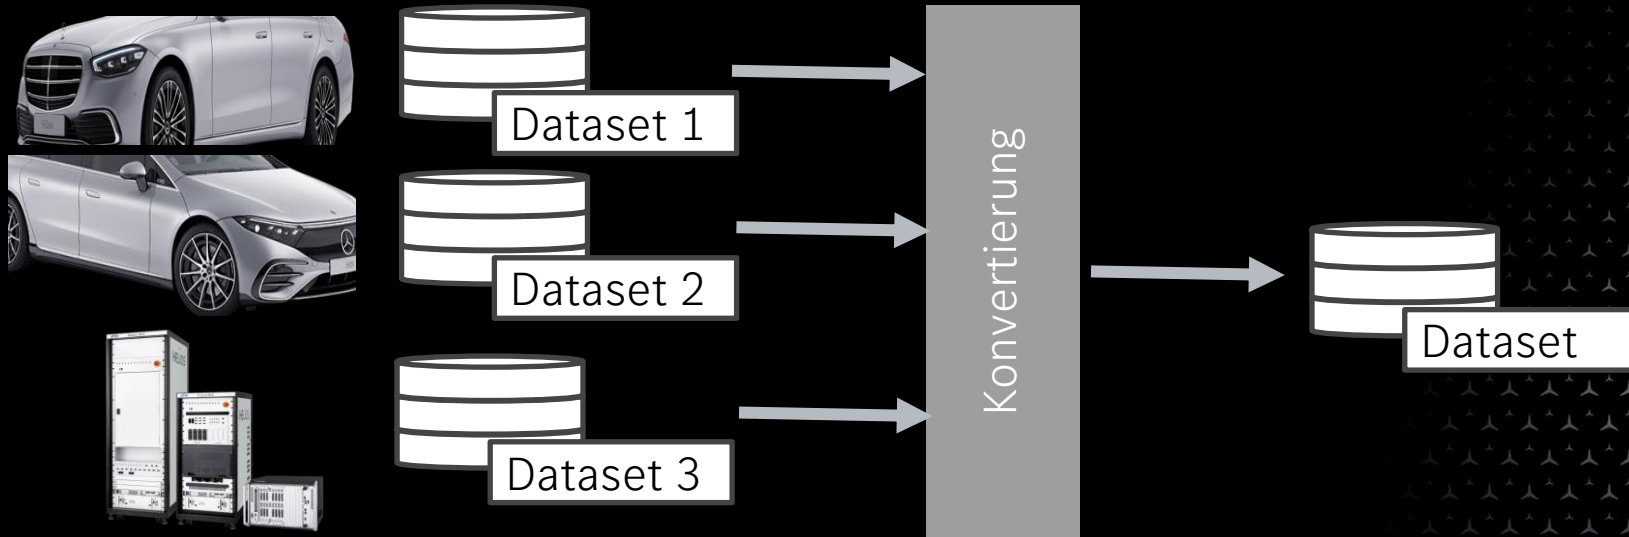 Dataset 1
Dataset 2
Dataset 3
Konvertierung
Dataset